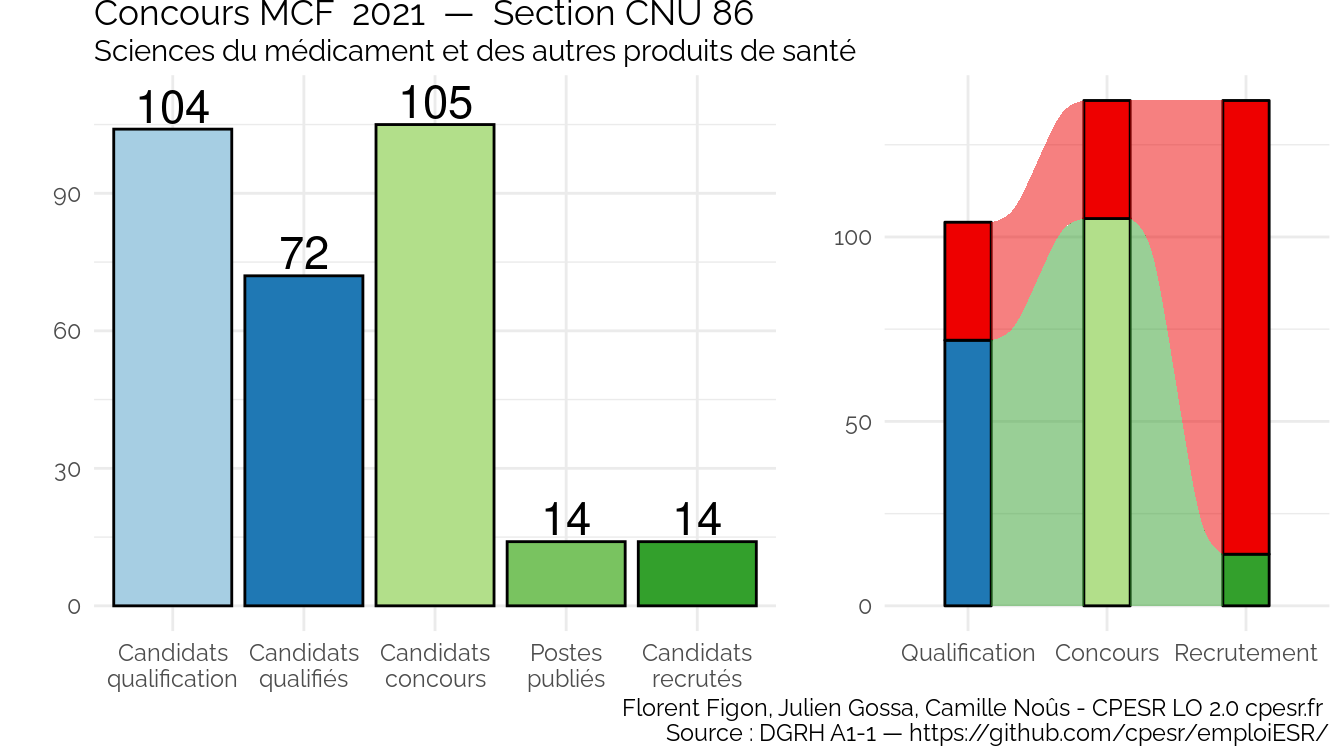 Concours MCF 2021 — Section CNU 86
Sciences du médicament et des autres produits de santé
104
105
72
14
14
90
60
30
0
Candidats
qualification
Candidats
qualifiés
Candidats
concours
Postes
publiés
Candidats
recrutés
100
50
0
Qualification
Concours
Recrutement
Florent Figon, Julien Gossa, Camille Noûs - CPESR LO 2.0 cpesr.fr
Source : DGRH A1-1 — https://github.com/cpesr/emploiESR/